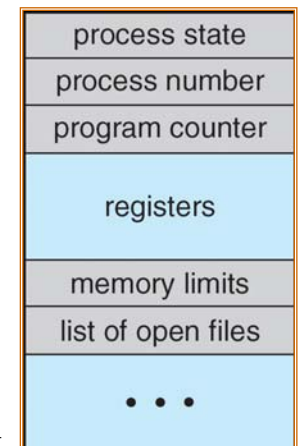 process state
process number
program counter
registers
memory limits
list of open files
• • •